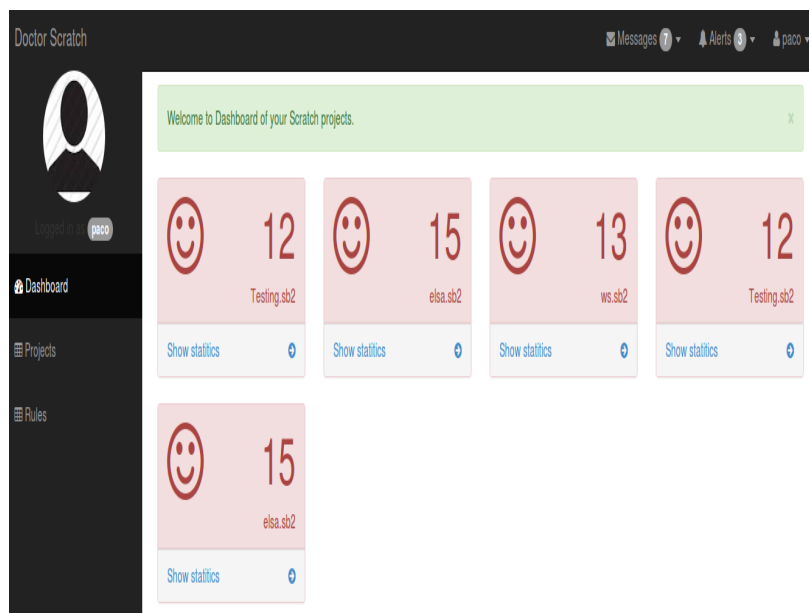 Doctor Scratch
Messages 7
Alerts 3
paco
Logged in as paco
Dashboard
Projects
Rules
Welcome to Dashboard of your Scratch projects.
x
12
Testing.sb2
Show statitics
15
elsa.sb2
Show statitics
13
ws.sb2
Show statitics
12
Testing.sb2
Show statitics
15
elsa.sb2
Show statitics